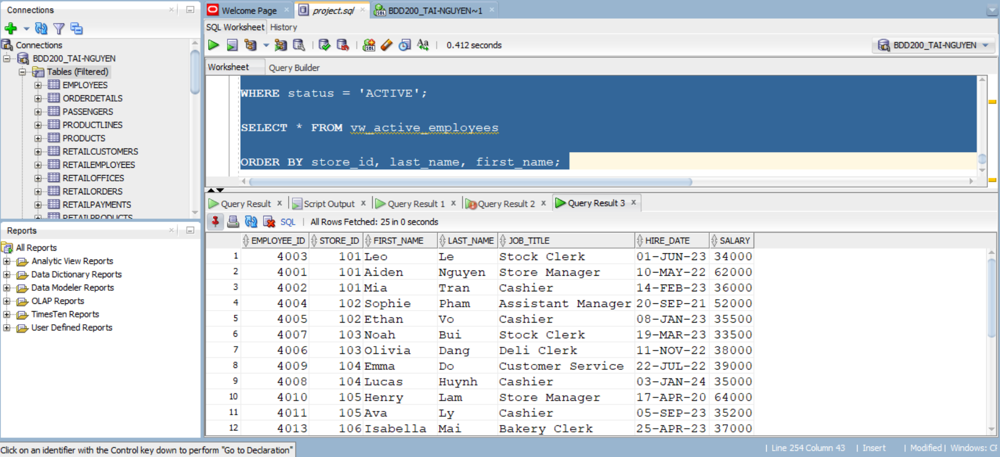 Connections
Connections
BDD200_TAI-NGUYEN
Tables (Filtered)
EMPLOYEES
ORDERDETAILS
PASSENGERS
PRODUCTLINES
PRODUCTS
RETAILCUSTOMERS
RETAILEMPLOYEES
RETAILOFFICES
RETAILORDERS
RETAILPAYMENTS
RETAILPRODUCTS
Reports
All Reports
Analytic View Reports
Data Dictionary Reports
Data Modeler Reports
OLAP Reports
TimesTen Reports
User Defined Reports
Welcome Page project.sql BDD200_TAI-NGUYEN~1
SQL Worksheet History
0.412 seconds BDD200_TAI-NGUYEN
Worksheet Query Builder
WHERE status = 'ACTIVE';
SELECT * FROM vw_active_employees
ORDER BY store_id, last_name, first_name;
Query Result Script Output Query Result 1 Query Result 2 Query Result 3
SQL All Rows Fetched: 25 in 0 seconds
EMPLOYEE_ID STORE_ID FIRST_NAME LAST_NAME JOB_TITLE HIRE_DATE SALARY
1 4003 101 Leo Le Stock Clerk 01-JUN-23 34000
2 4001 101 Aiden Nguyen Store Manager 10-MAY-22 62000
3 4002 101 Mia Tran Cashier 14-FEB-23 36000
4 4004 102 Sophie Pham Assistant Manager 20-SEP-21 52000
5 4005 102 Ethan Vo Cashier 08-JAN-23 35500
6 4007 103 Noah Bui Stock Clerk 19-MAR-23 33500
7 4006 103 Olivia Dang Deli Clerk 11-NOV-22 38000
8 4009 104 Emma Do Customer Service 22-JUL-22 39000
9 4008 104 Lucas Huynh Cashier 03-JAN-24 35000
10 4010 105 Henry Lam Store Manager 17-APR-20 64000
11 4011 105 Ava Ly Cashier 05-SEP-23 35200
12 4013 106 Isabella Mai Bakery Clerk 25-APR-23 37000
Click on an identifier with the Control key down to perform "Go to Declaration"
| Line 254 Column 43 | Insert | Modified | Windows: CF